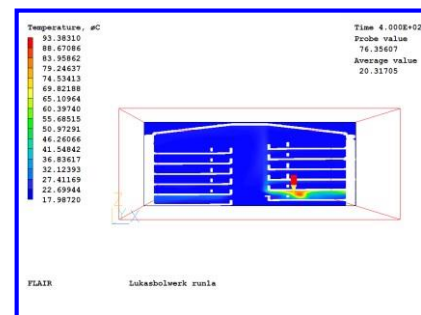 Temperature, øC
93.38310
88.67086
83.95862
79.24637
74.53413
69.82188
65.10964
60.39740
55.68515
50.97291
46.26066
41.54842
36.83617
32.12393
27.41169
22.69944
17.98720
Time 4.000E+02
Probe value
76.35607
Average value
20.31705
Z
X
FLAIR
Lukasbolwerk runla